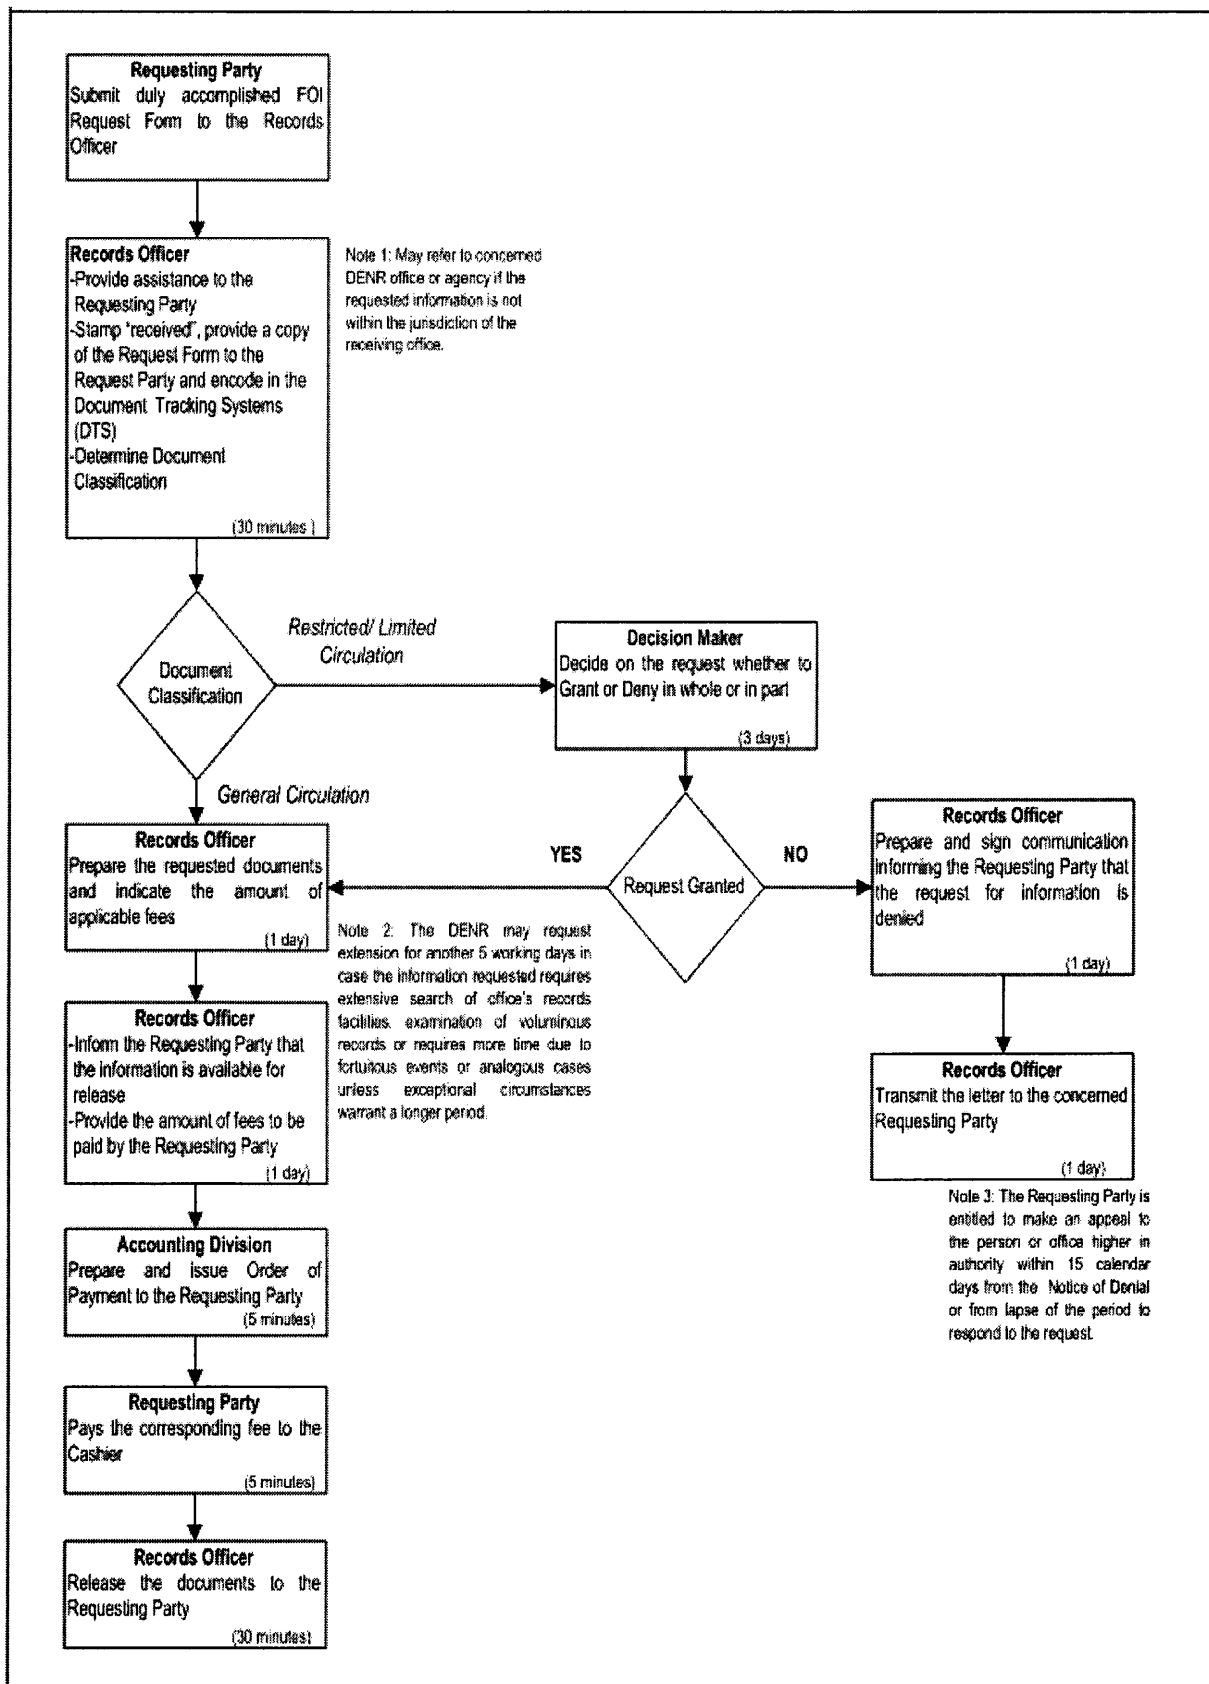 Requesting Party
Submit duly accomplished FOI
Request Form to the Records
Officer
Records Officer
-Provide assistance to the
Requesting Party
-Stamp "received", provide a copy
of the Request Form to the
Request Party and encode in the
Document Tracking Systems
(DTS)
-Determine Document
Classification
(30 minutes )
Note 1: May refer to concerned
DENR office or agency if the
requested information is not
within the jurisdiction of the
receiving office.
Document
Classification
Restricted/ Limited
Circulation
Decision Maker
Decide on the request whether to
Grant or Deny in whole or in part
(3 days)
General Circulation
Records Officer
Prepare the requested documents
and indicate the amount of
applicable fees
(1 day)
YES
Request Granted
NO
Records Officer
Prepare and sign communication
informing the Requesting Party that
the request for information is
denied
(1 day)
Note 2: The DENR may request
extension for another 5 working days in
case the information requested requires
extensive search of office's records
facilities, examination of voluminous
records or requires more time due to
fortuitous events or analogous cases
unless exceptional circumstances
warrant a longer period.
Records Officer
-Inform the Requesting Party that
the information is available for
release
-Provide the amount of fees to be
paid by the Requesting Party
(1 day)
Records Officer
Transmit the letter to the concerned
Requesting Party
(1 day)
Note 3: The Requesting Party is
entitled to make an appeal to
the person or office higher in
authority within 15 calendar
days from the Notice of Denial
or from lapse of the period to
respond to the request.
Accounting Division
Prepare and issue Order of
Payment to the Requesting Party
(5 minutes)
Requesting Party
Pays the corresponding fee to the
Cashier
(5 minutes)
Records Officer
Release the documents to the
Requesting Party
(30 minutes)